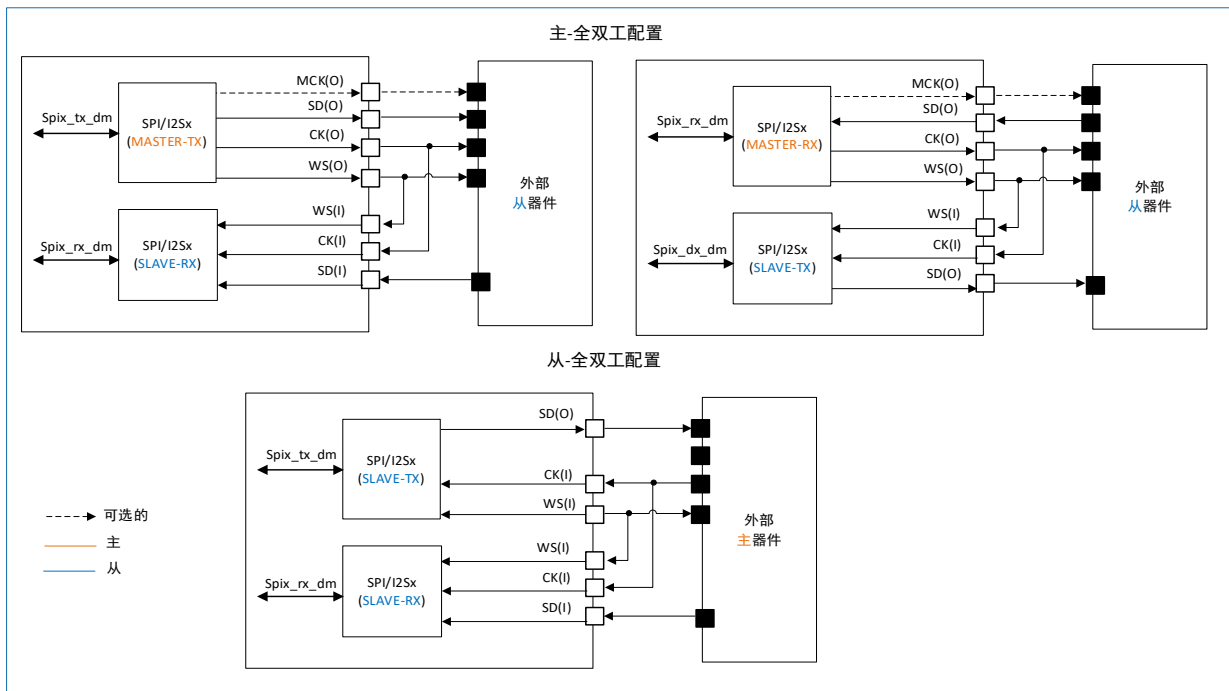 主-全双工配置
MCK(O)
SD(O)
CK(O)
WS(O)
WS(I)
CK(I)
SD(I)
Spix_tx_dm
SPI/I2Sx
(MASTER-TX)
Spix_rx_dm
SPI/I2Sx
(SLAVE-RX)
外部
从器件
MCK(O)
SD(O)
CK(O)
WS(O)
WS(I)
CK(I)
SD(O)
Spix_rx_dm
SPI/I2Sx
(MASTER-RX)
Spix_dx_dm
SPI/I2Sx
(SLAVE-TX)
外部
从器件
从-全双工配置
SD(O)
CK(I)
WS(I)
WS(I)
CK(I)
SD(I)
Spix_tx_dm
SPI/I2Sx
(SLAVE-TX)
Spix_rx_dm
SPI/I2Sx
(SLAVE-RX)
外部
主器件
可选的
主
从